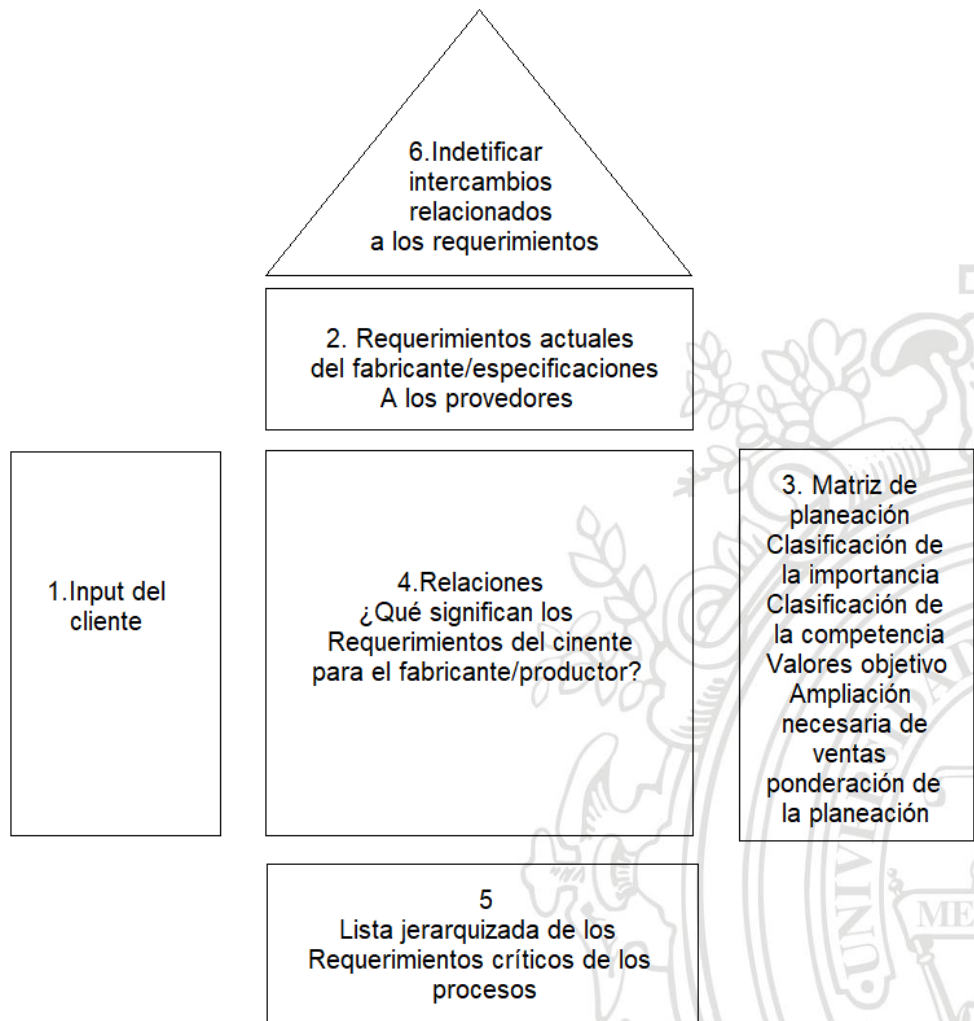 6.Indetificar
intercambios
relacionados
a los requerimientos
2. Requerimientos actuales
del fabricante/especificaciones
A los provedores
1.Input del
cliente
4.Relaciones
¿Qué significan los
Requerimientos del cinente
para el fabricante/productor?
3. Matriz de
planeación
Clasificación de
la importancia
Clasificación de
la competencia
Valores objetivo
Ampliación
necesaria de
ventas
ponderación de
la planeación
5
Lista jerarquizada de los
Requerimientos críticos de los
procesos